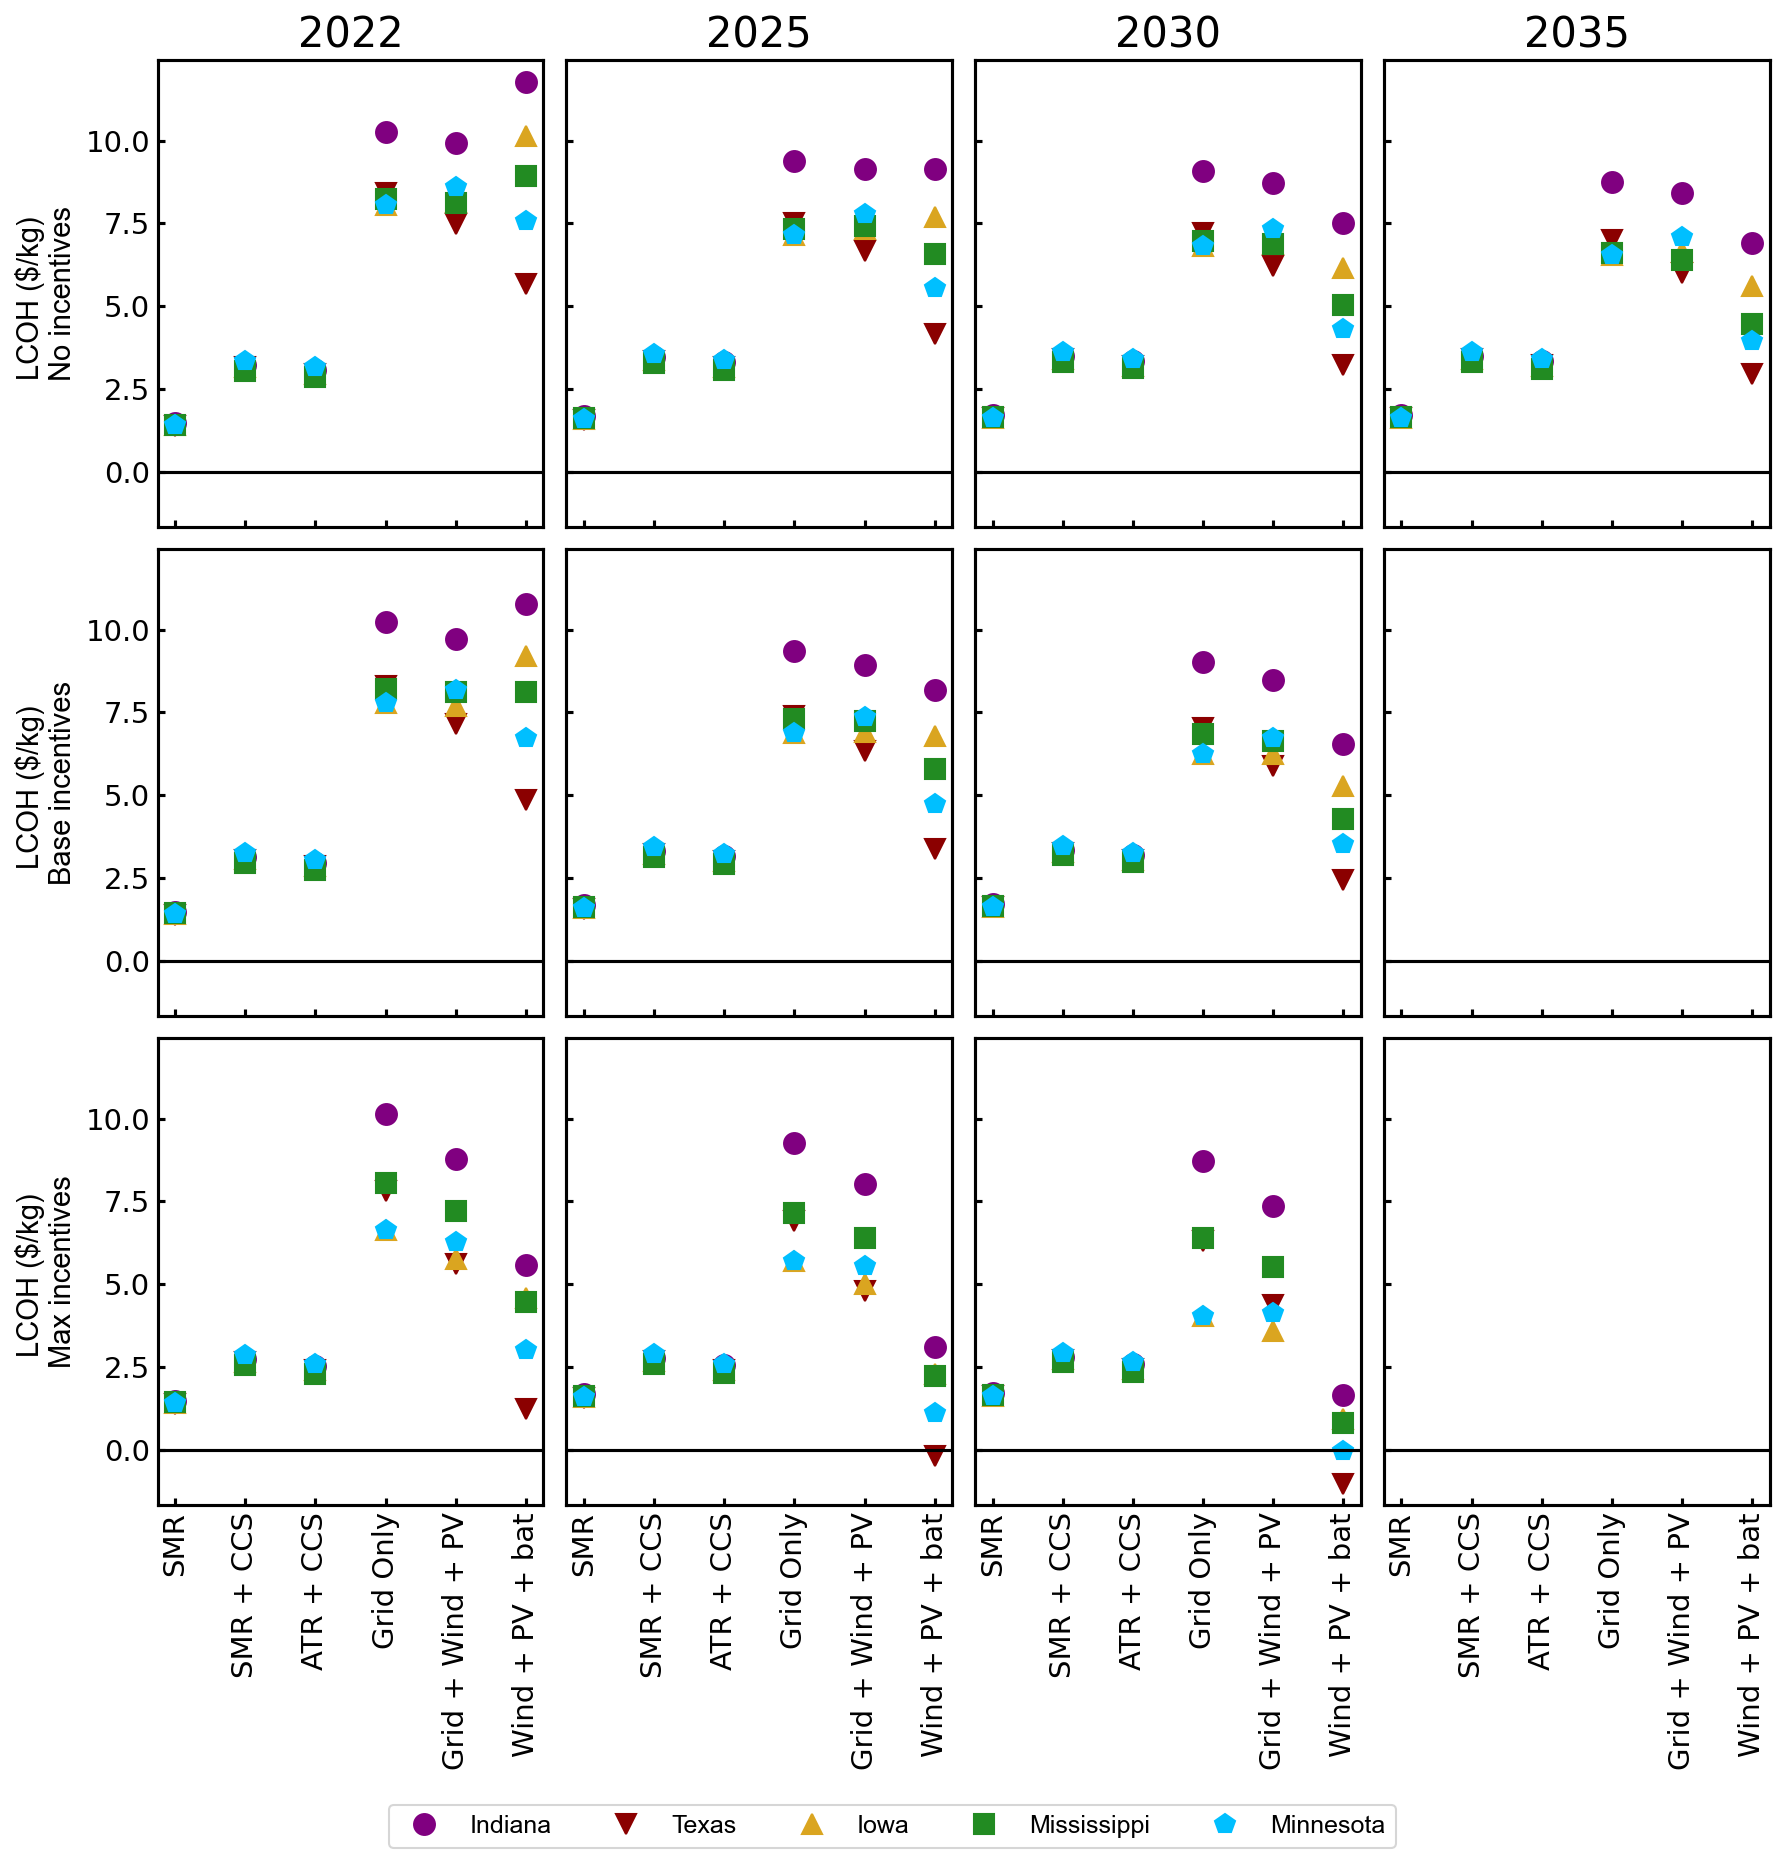 2022 2025 2030 2035
LCOH ($/kg)
No incentives
10.0
7.5
5.0
2.5
0.0
LCOH ($/kg)
Base incentives
10.0
7.5
5.0
2.5
0.0
LCOH ($/kg)
Max incentives
10.0
7.5
5.0
2.5
0.0
SMR
SMR + CCS
ATR + CCS
Grid Only
Grid + Wind + PV
Wind + PV + bat
SMR
SMR + CCS
ATR + CCS
Grid Only
Grid + Wind + PV
Wind + PV + bat
SMR
SMR + CCS
ATR + CCS
Grid Only
Grid + Wind + PV
Wind + PV + bat
SMR
SMR + CCS
ATR + CCS
Grid Only
Grid + Wind + PV
Wind + PV + bat
Indiana Texas Iowa Mississippi Minnesota